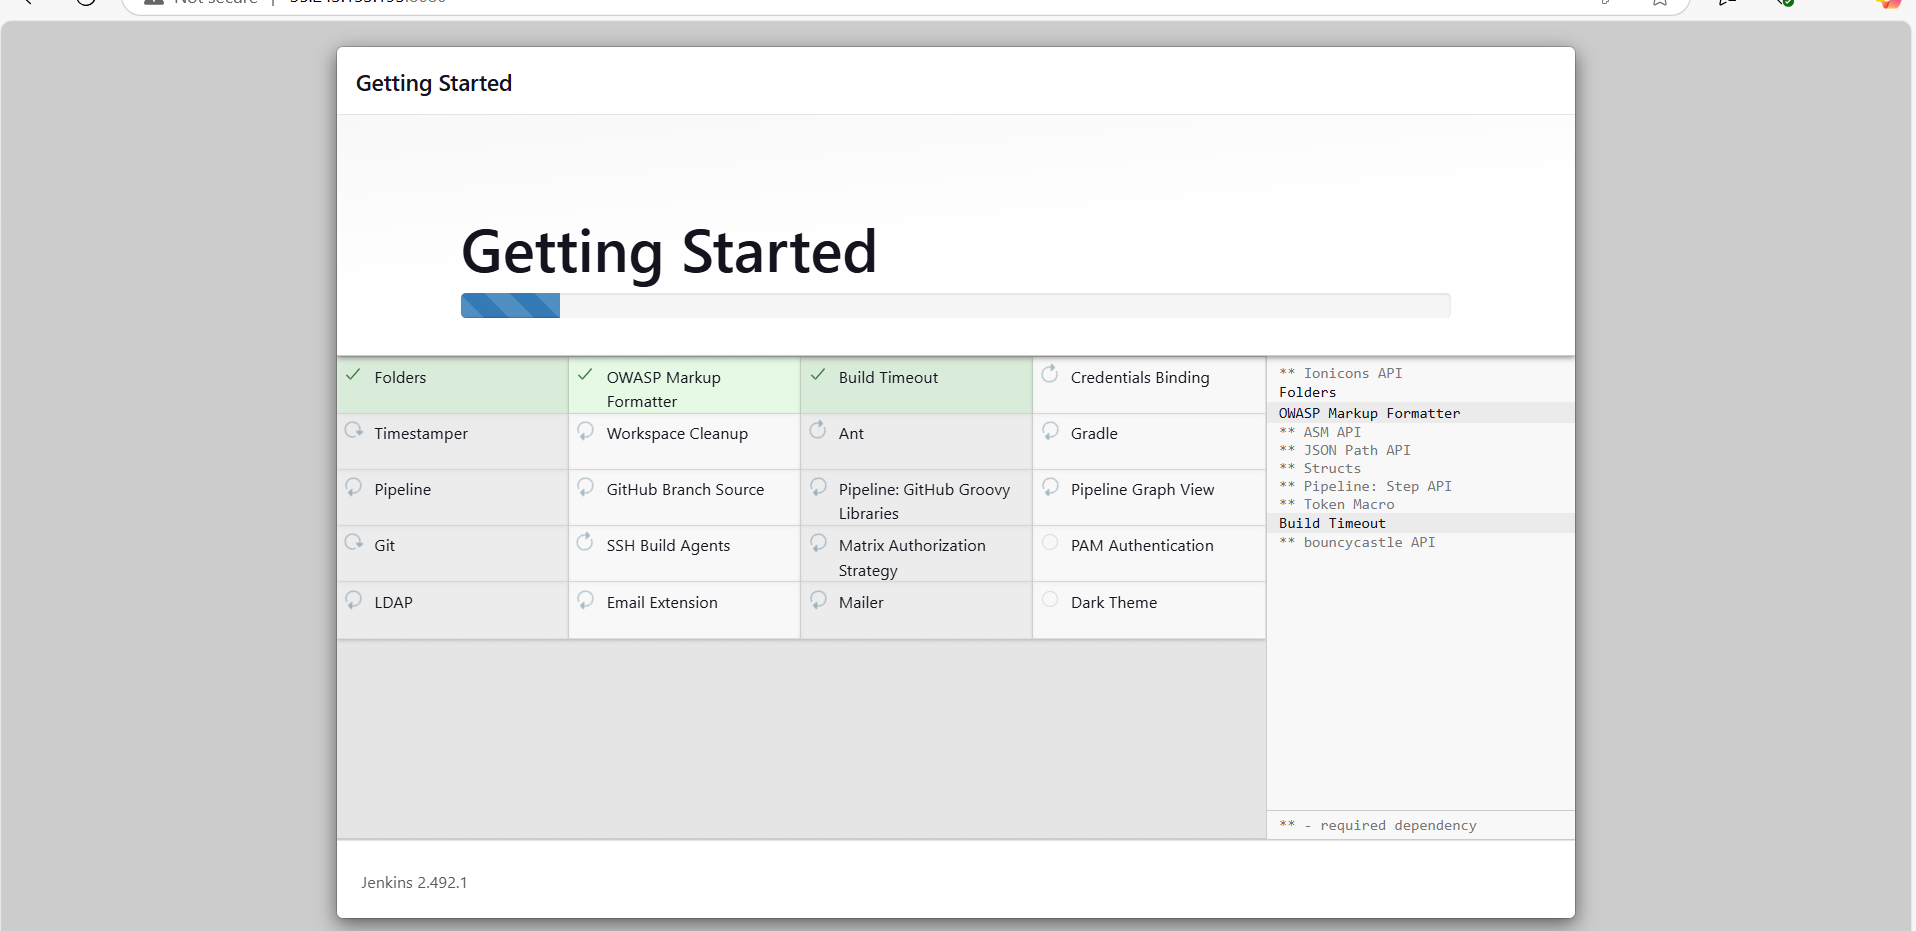 Getting Started
Getting Started
Folders
OWASP Markup
Formatter
Build Timeout
Credentials Binding
Timestamper
Workspace Cleanup
Ant
Gradle
Pipeline
GitHub Branch Source
Pipeline: GitHub Groovy
Libraries
Pipeline Graph View
Git
SSH Build Agents
Matrix Authorization
Strategy
PAM Authentication
LDAP
Email Extension
Mailer
Dark Theme
** Ionicons API
Folders
OWASP Markup Formatter
** ASM API
** JSON Path API
** Structs
** Pipeline: Step API
** Token Macro
Build Timeout
** bouncycastle API
** - required dependency
Jenkins 2.492.1